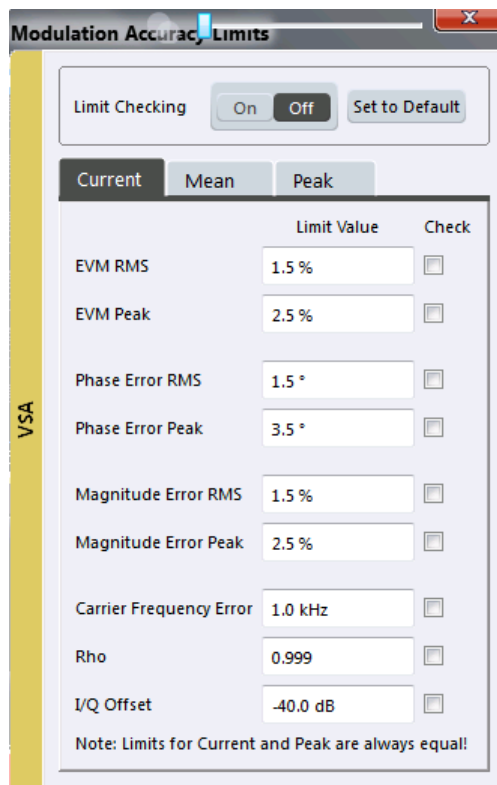 Modulation Accuracy Limits
X
VSA
Limit Checking On Off Set to Default
Current Mean Peak
Limit Value Check
EVM RMS 1.5 %
EVM Peak 2.5 %
Phase Error RMS 1.5 °
Phase Error Peak 3.5 °
Magnitude Error RMS 1.5 %
Magnitude Error Peak 2.5 %
Carrier Frequency Error 1.0 kHz
Rho 0.999
I/Q Offset -40.0 dB
Note: Limits for Current and Peak are always equal!